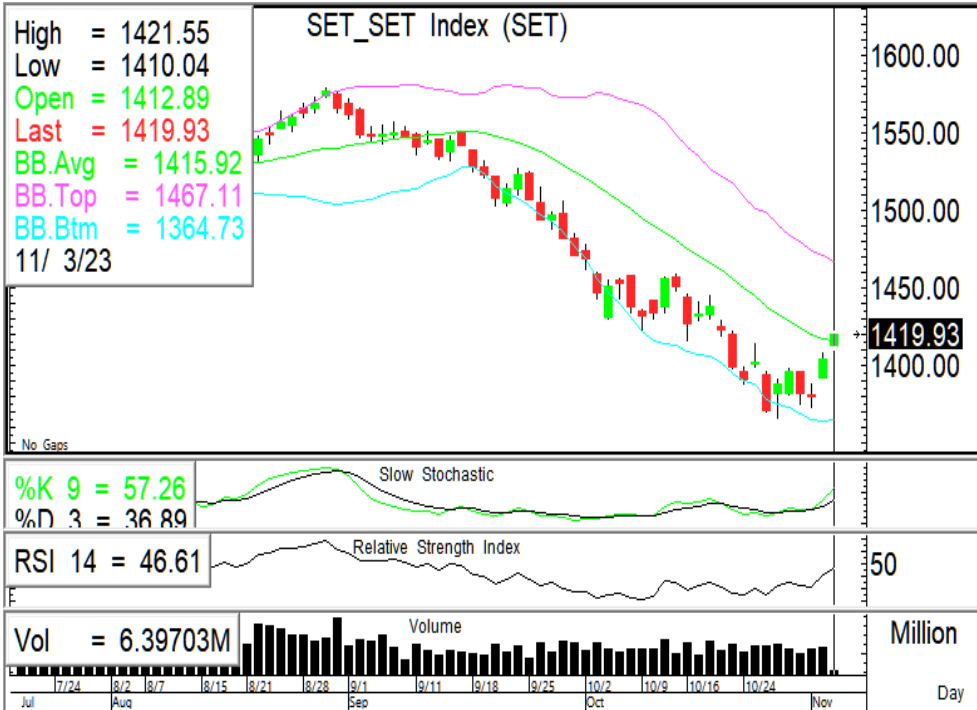 SET_SET Index (SET)
High = 1421.55
Low = 1410.04
Open = 1412.89
Last = 1419.93
BB.Avg = 1415.92
BB.Top = 1467.11
BB.Btm = 1364.73
11/ 3/23
1600.00
1550.00
1500.00
1450.00
1419.93
1400.00
No Gaps
Slow Stochastic
%K 9 = 57.26
%D 3 = 36.89
Relative Strength Index
RSI 14 = 46.61
50
Volume
Vol = 6.39703M
Million
7/24 8/2 8/7 8/15 8/21 8/28 9/1 9/11 9/18 9/25 10/2 10/9 10/16 10/24
Jul Aug Sep Oct Nov
Day